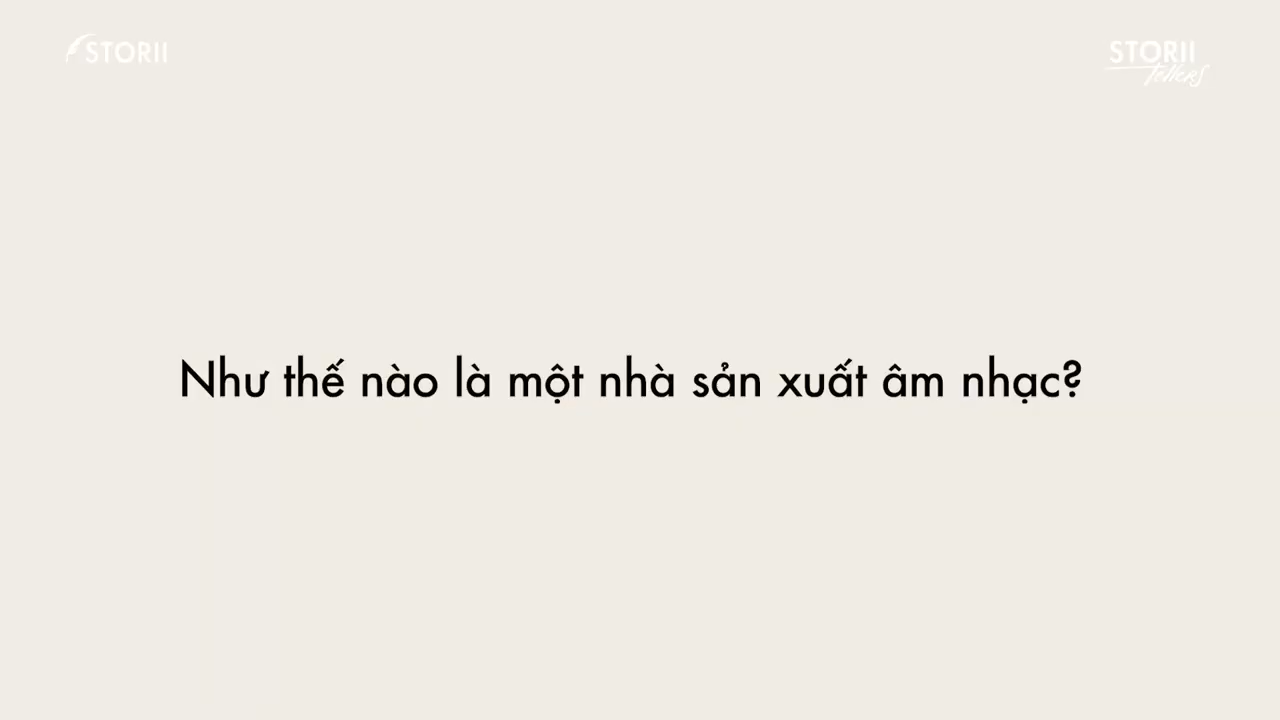 STORII
STORII
Tellers
Như thế nào là một nhà sản xuất âm nhạc?